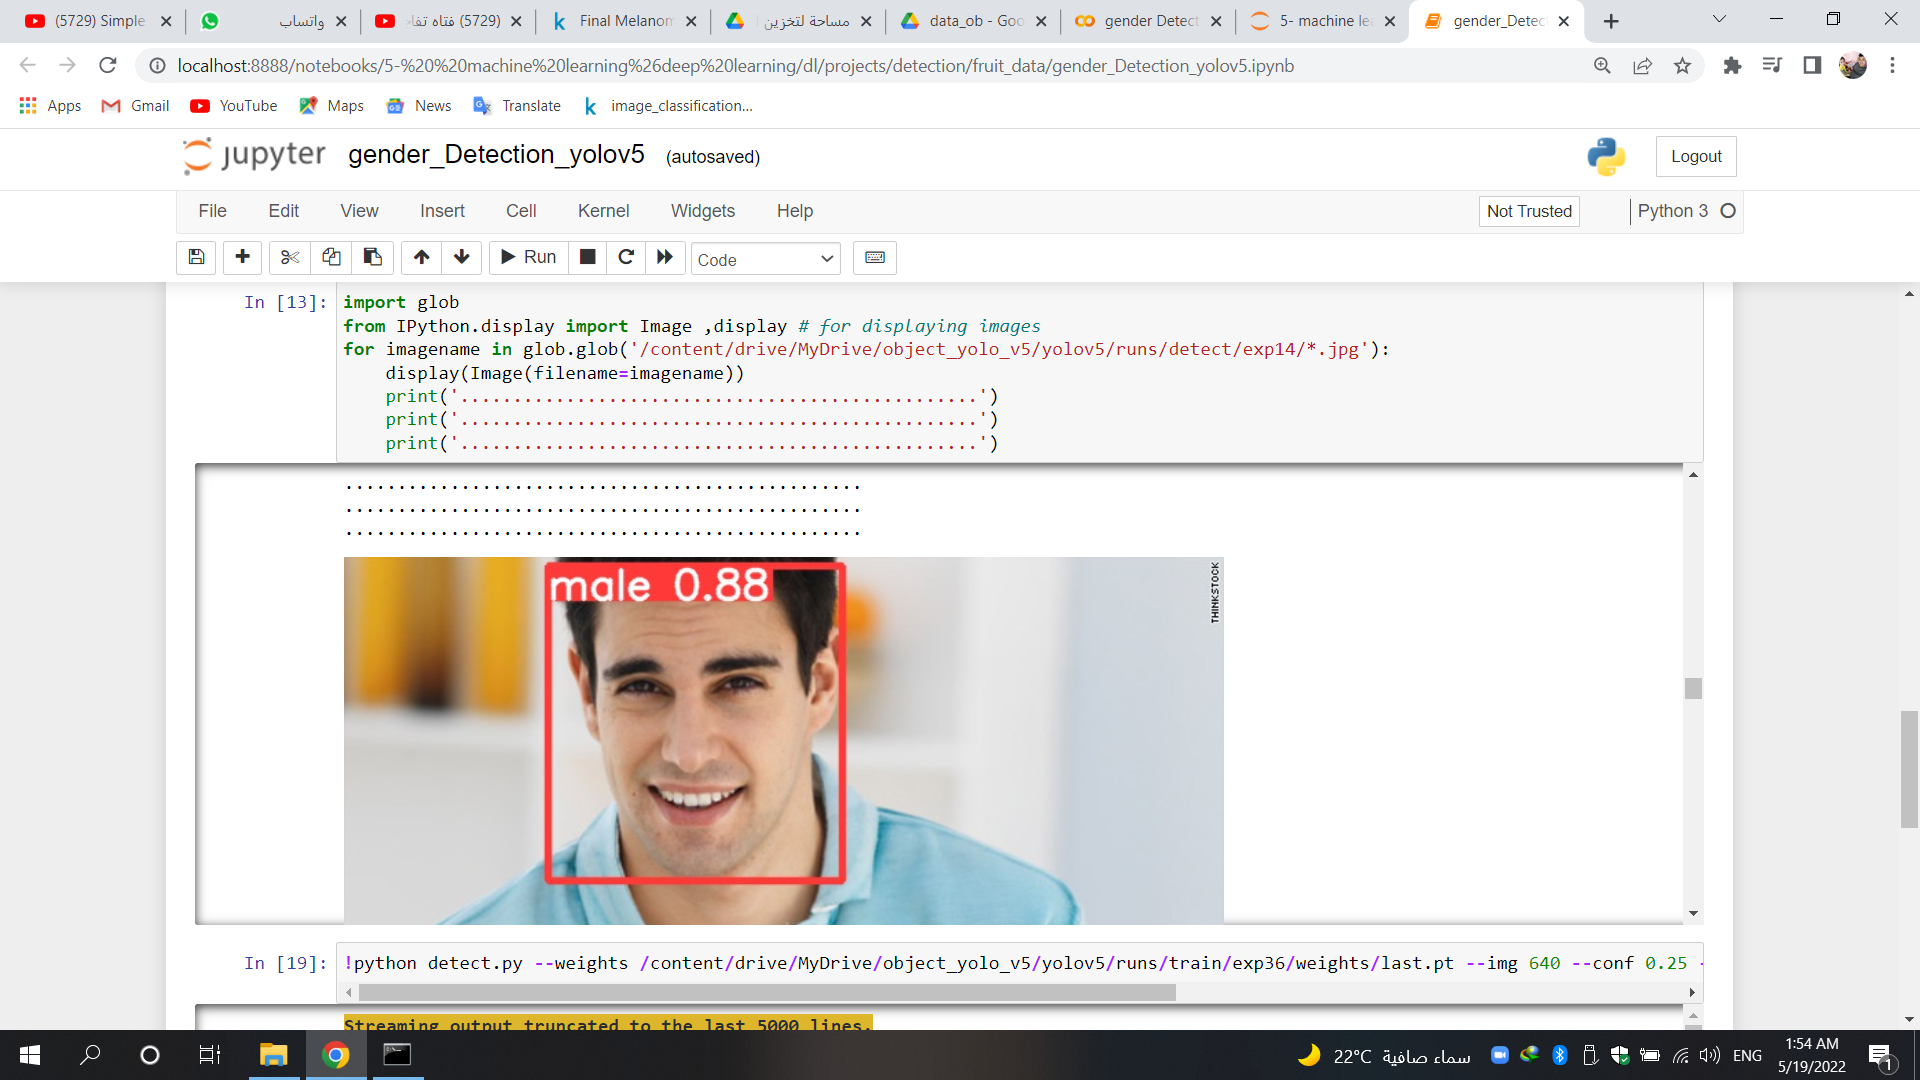 (5729) Simple
واتساب
(5729) فتاه تفا
Final Melanom
مساحة لتخزين
data_ob - Goo
gender Detect
5- machine le
gender_Detec
localhost:8888/notebooks/5-%20%20machine%20learning%26deep%20learning/dl/projects/detection/fruit_data/gender_Detection_yolov5.ipynb
Apps
Gmail
YouTube
Maps
News
Translate
image_classification...
jupyter
gender_Detection_yolov5 (autosaved)
Logout
File Edit View Insert Cell Kernel Widgets Help
Not Trusted
Python 3
Run
Code
In [13]:
import glob
from IPython.display import Image ,display # for displaying images
for imagename in glob.glob('/content/drive/MyDrive/object_yolo_v5/yolov5/runs/detect/exp14/*.jpg'):
display(Image(filename=imagename))
print('.................................................')
print('.................................................')
print('.................................................')
.................................................
.................................................
.................................................
male 0.88
THINKSTOCK
In [19]:
!python detect.py --weights /content/drive/MyDrive/object_yolo_v5/yolov5/runs/train/exp36/weights/last.pt --img 640 --conf 0.25 -
Streaming output truncated to the last 5000 lines.
22°C سماء صافية
ENG
1:54 AM
5/19/2022
1